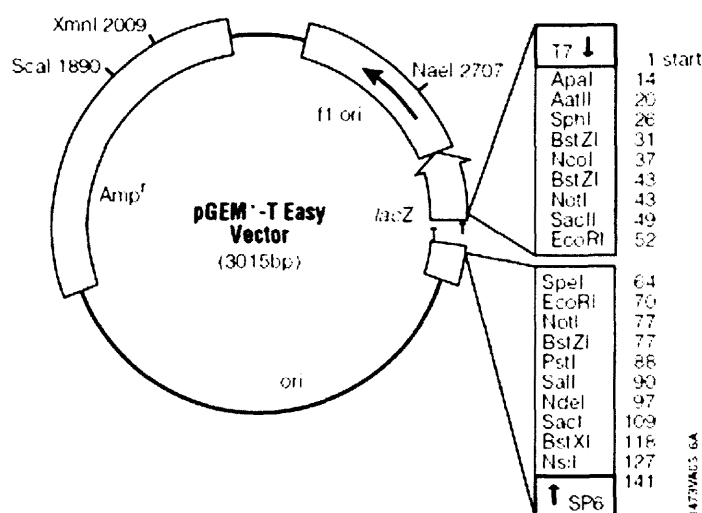 XmnI 2009
ScaI 1890
NaeI 2707
f1 ori
Ampr
pGEM®-T Easy
Vector
(3015bp)
lacZ
T
T
ori
T7 ↓
1 start
ApaI 14
AatII 20
SphI 26
BstZI 31
NcoI 37
BstZI 43
NotI 43
SacII 49
EcoRI 52
SpeI 64
EcoRI 70
NotI 77
BstZI 77
PstI 88
SalI 90
NdeI 97
SacI 109
BstXI 118
NsiI 127
141
↑ SP6
1473VA05 6A